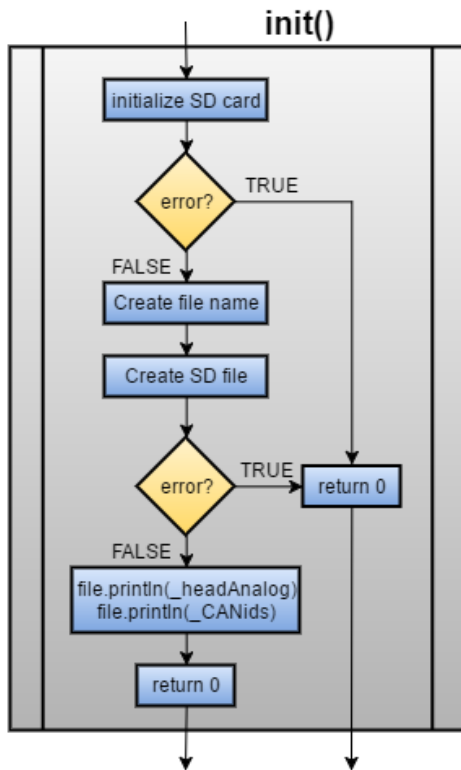 init()
initialize SD card
error?
TRUE
FALSE
Create file name
Create SD file
error?
TRUE
return 0
FALSE
file.println(_headAnalog)
file.println(_CANids)
return 0